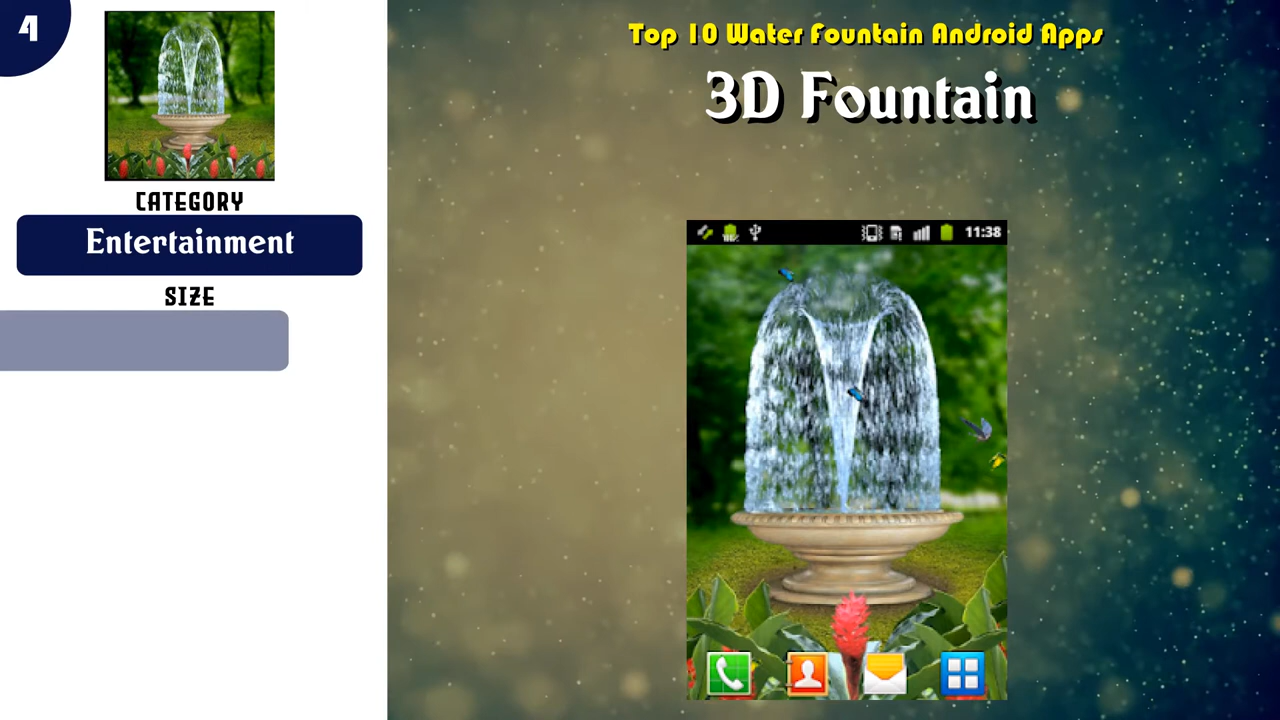 4
Top 10 Water Fountain Android Apps
3D Fountain
CATEGORY
Entertainment
SIZE
11:38